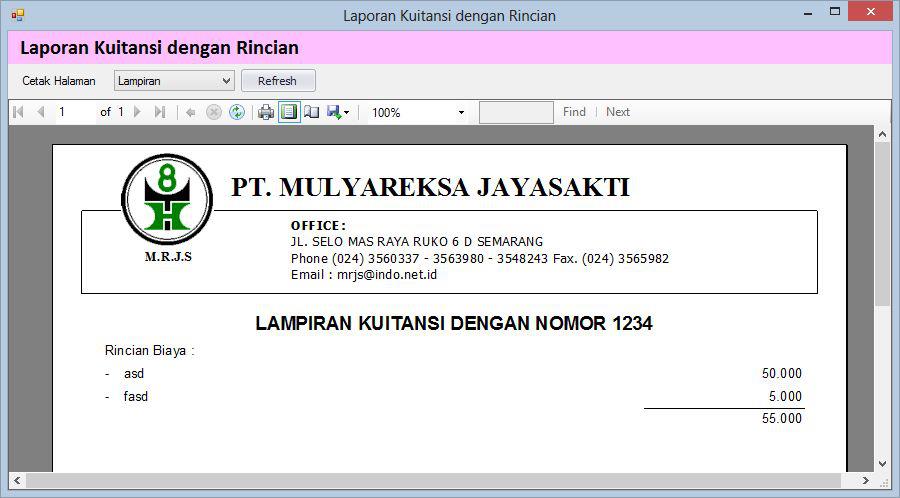 Laporan Kuitansi dengan Rincian
Laporan Kuitansi dengan Rincian
Cetak Halaman Lampiran Refresh
1 of 1 100% Find | Next
PT. MULYAREKSA JAYASAKTI
M.R.J.S
OFFICE :
JL. SELO MAS RAYA RUKO 6 D SEMARANG
Phone (024) 3560337 - 3563980 - 3548243 Fax. (024) 3565982
Email : mrjs@indo.net.id
LAMPIRAN KUITANSI DENGAN NOMOR 1234
Rincian Biaya :
- asd 50.000
- fasd 5.000
55.000